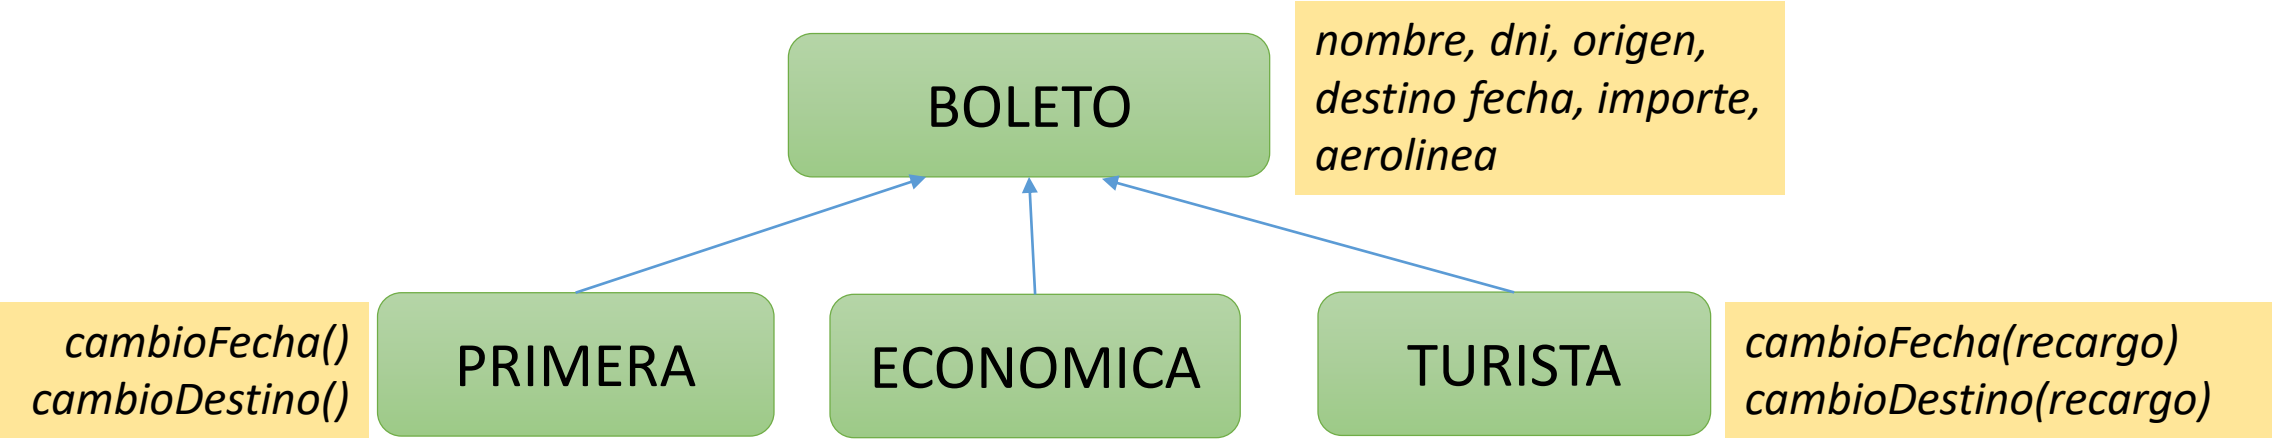 BOLETO
nombre, dni, origen,
destino fecha, importe,
aerolinea
cambioFecha()
cambioDestino()
PRIMERA
ECONOMICA
TURISTA
cambioFecha(recargo)
cambioDestino(recargo)